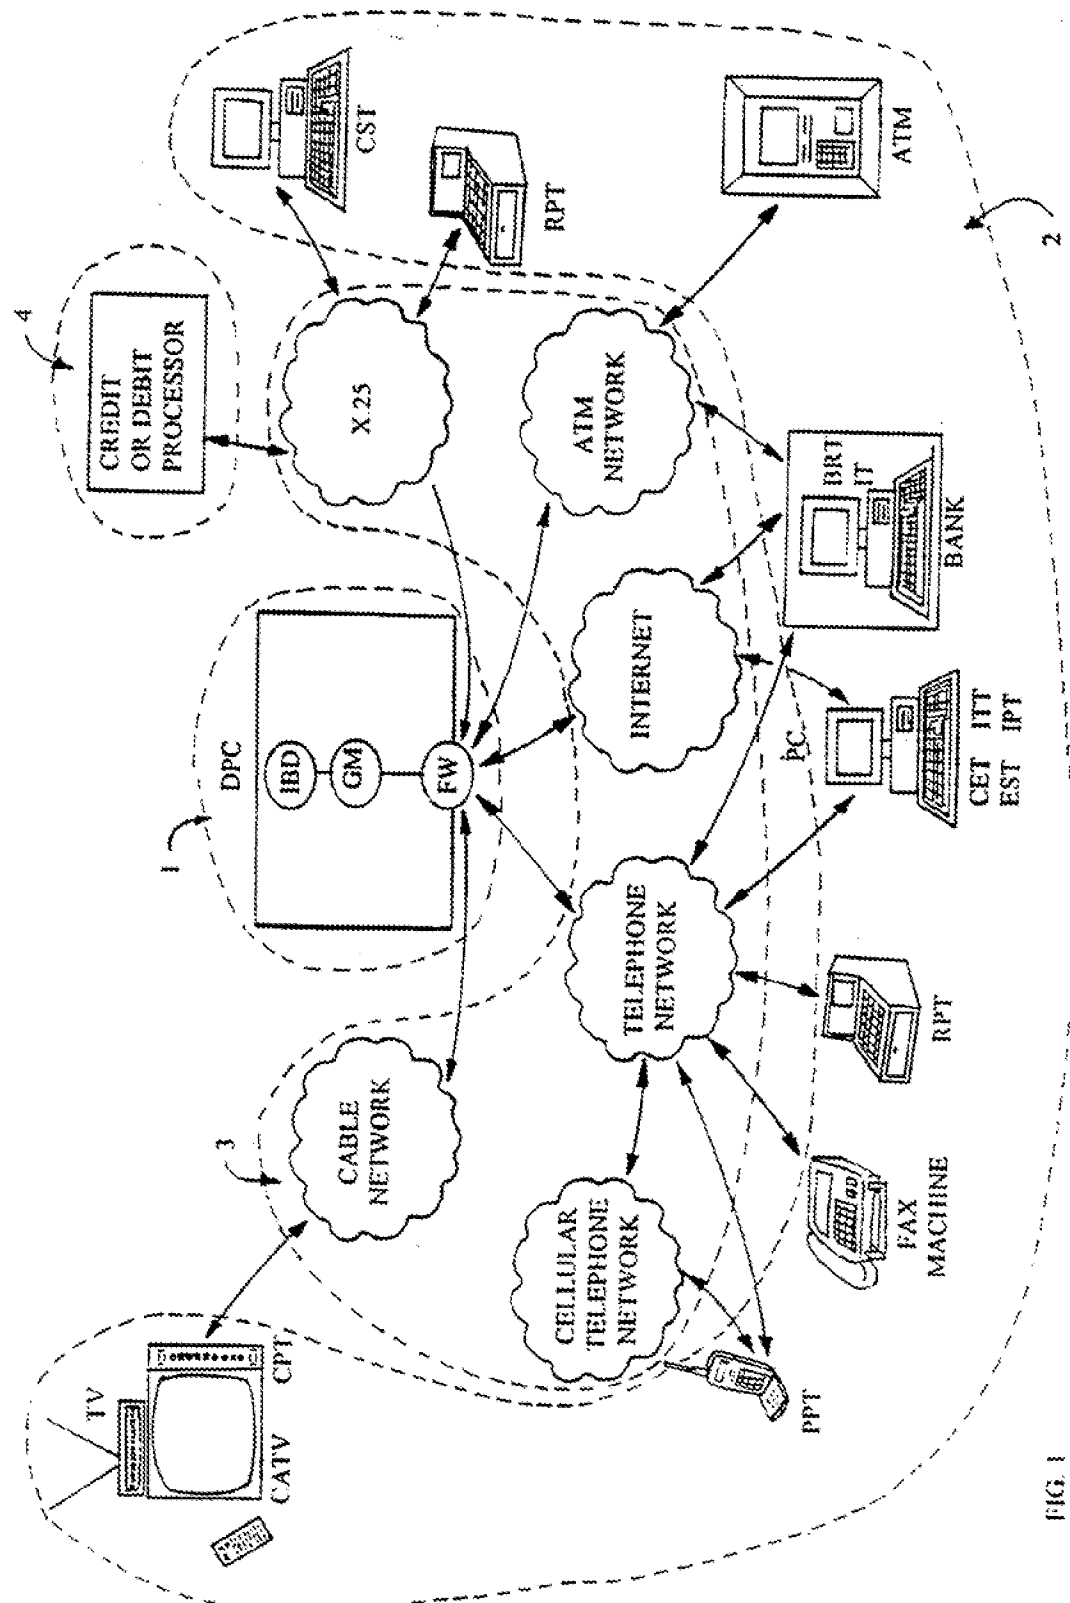 TV
CATV
CPT
3
CABLE
NETWORK
1
DPC
IBD
GM
FW
4
CREDIT
OR DEBIT
PROCESSOR
X 25
CST
RPT
CELLULAR
TELEPHONE
NETWORK
TELEPHONE
NETWORK
INTERNET
ATM
NETWORK
ATM
PPT
FAX
MACHINE
RPT
PC
CET ITT
EST IPT
BRT
IT
BANK
2
FIG. 1